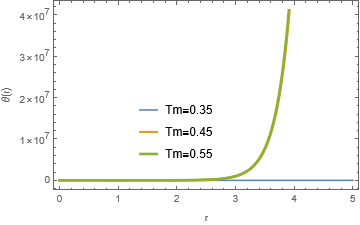 4×10⁷
3×10⁷
θ(r)
2×10⁷
Tm=0.35
Tm=0.45
1×10⁷
Tm=0.55
0
0 1 2 3 4 5
r